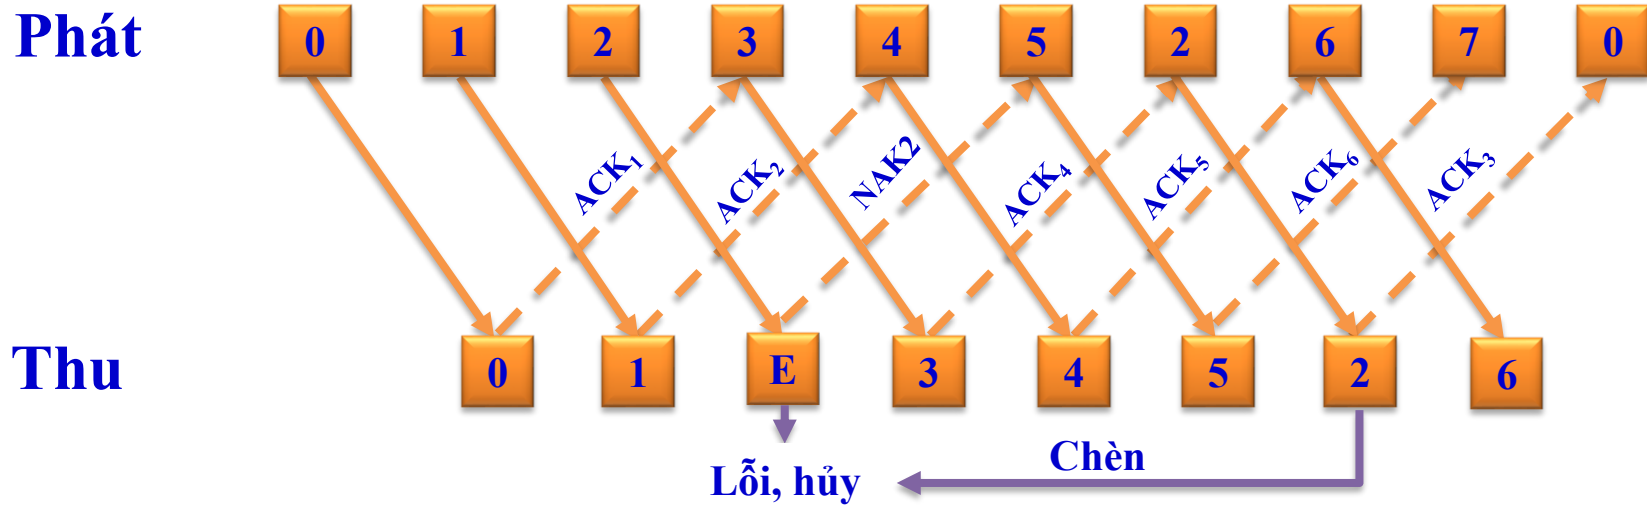 Phát 0 1 2 3 4 5 2 6 7 0
ACK₁ ACK₂ NAK2 ACK₄ ACK₅ ACK₆ ACK₃
Thu 0 1 E 3 4 5 2 6
Chèn
Lỗi, hủy